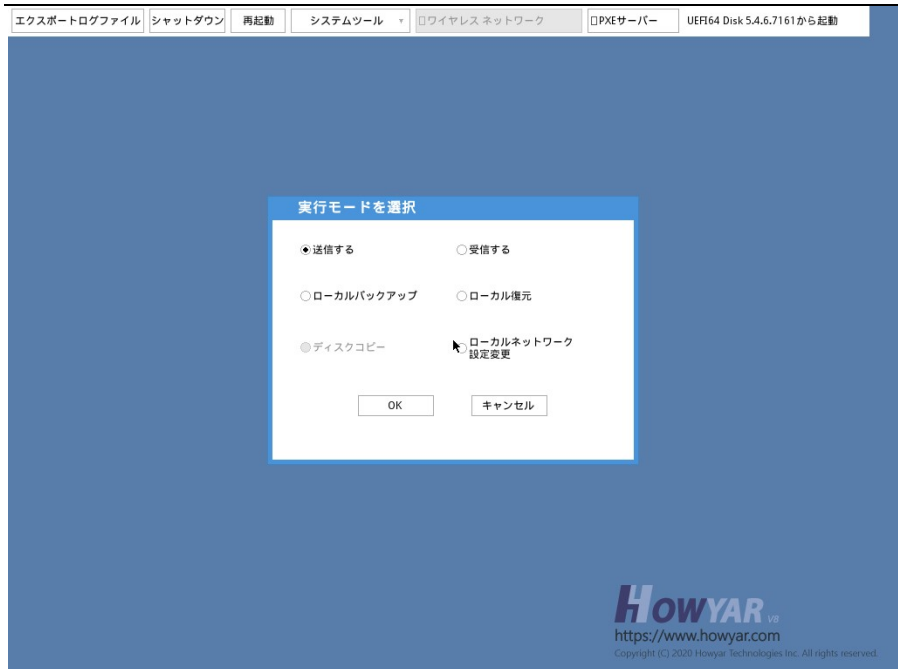 エクスポートログファイル シャットダウン 再起動 システムツール ワイヤレス ネットワーク PXEサーバー UEFI64 Disk 5.4.6.7161から起動
実行モードを選択
送信する 受信する
ローカルバックアップ ローカル復元
ディスクコピー ローカルネットワーク
設定変更
OK キャンセル
HOWYAR V8
https://www.howyar.com
Copyright (C) 2020 Howyar Technologies Inc. All rights reserved.